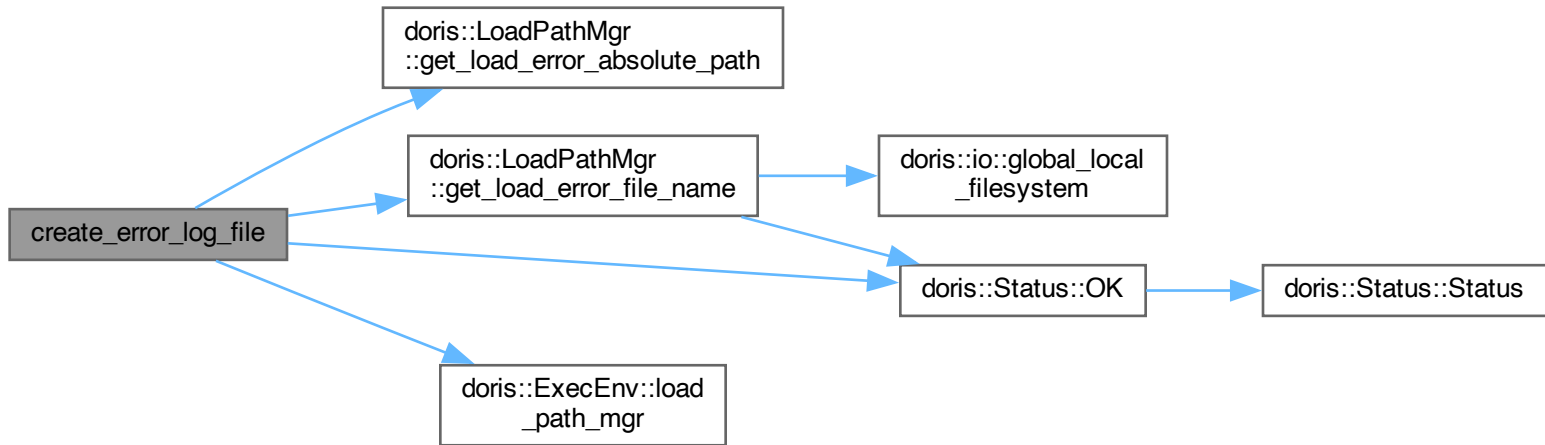 doris::LoadPathMgr
::get_load_error_absolute_path
doris::LoadPathMgr
::get_load_error_file_name
doris::io::global_local
_filesystem
create_error_log_file
doris::Status::OK
doris::Status::Status
doris::ExecEnv::load
_path_mgr